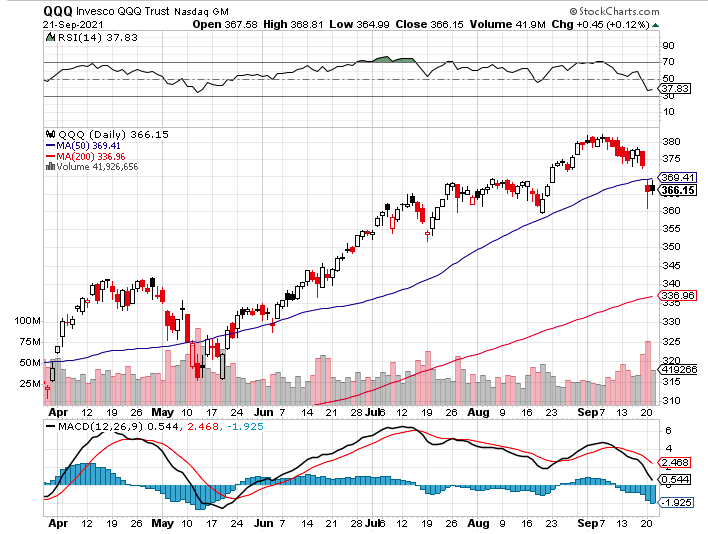 QQQ Invesco QQQ Trust Nasdaq GM © StockCharts.com
21-Sep-2021 Open 367.58 High 368.81 Low 364.99 Close 366.15 Volume 41.9M Chg +0.45 (+0.12%)
RSI(14) 37.83
90
70
50
37.83
30
10
QQQ (Daily) 366.15
MA(50) 369.41
MA(200) 336.96
Volume 41,926,656
380
375
369.41
366.15
360
355
350
345
340
336.96
335
330
325
320
419266
315
310
100M
75M
50M
25M
Apr 12 19 26 May 10 17 24 Jun 7 14 21 28 Jul 6 12 19 26 Aug 9 16 23 Sep 7 13 20
MACD(12,26,9) 0.544, 2.468, -1.925
6
4
2.468
0.544
0
-1.925
Apr 12 19 26 May 10 17 24 Jun 7 14 21 28 Jul 6 12 19 26 Aug 9 16 23 Sep 7 13 20